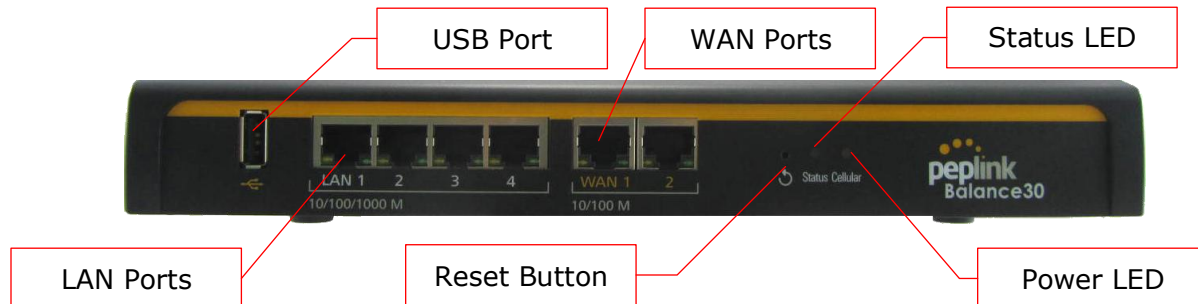 USB Port
WAN Ports
Status LED
LAN 1 2 3 4
10/100/1000 M
WAN 1 2
10/100 M
Status Cellular
peplink
Balance30
LAN Ports
Reset Button
Power LED